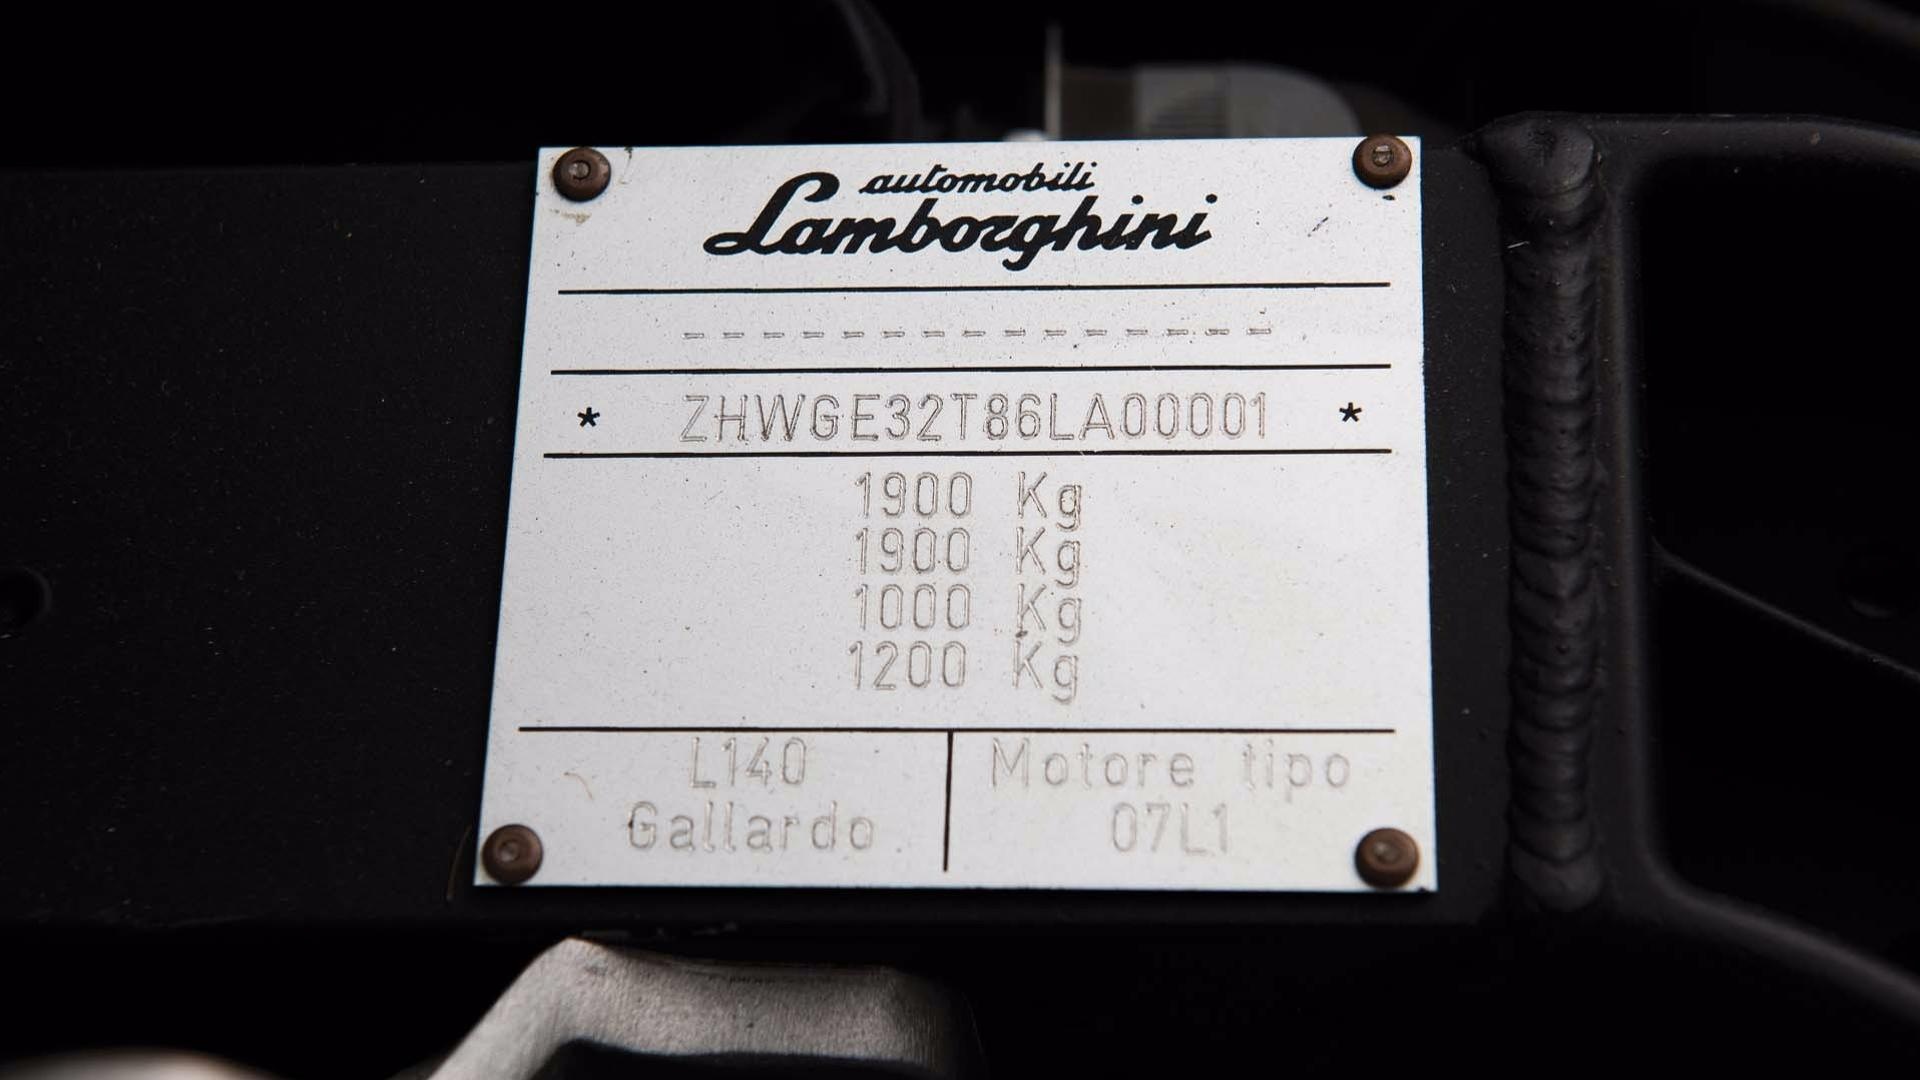 automobili
Lamborghini
---------------
* ZHWGE32T86LA00001 *
1900 Kg
1900 Kg
1000 Kg
1200 Kg
L140
Gallardo
Motore tipo
07L1